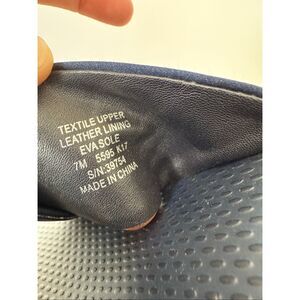 TEXTILE UPPER
LEATHER LINING
EVA SOLE
7M 5595 K17
S/N:39754
MADE IN CHINA